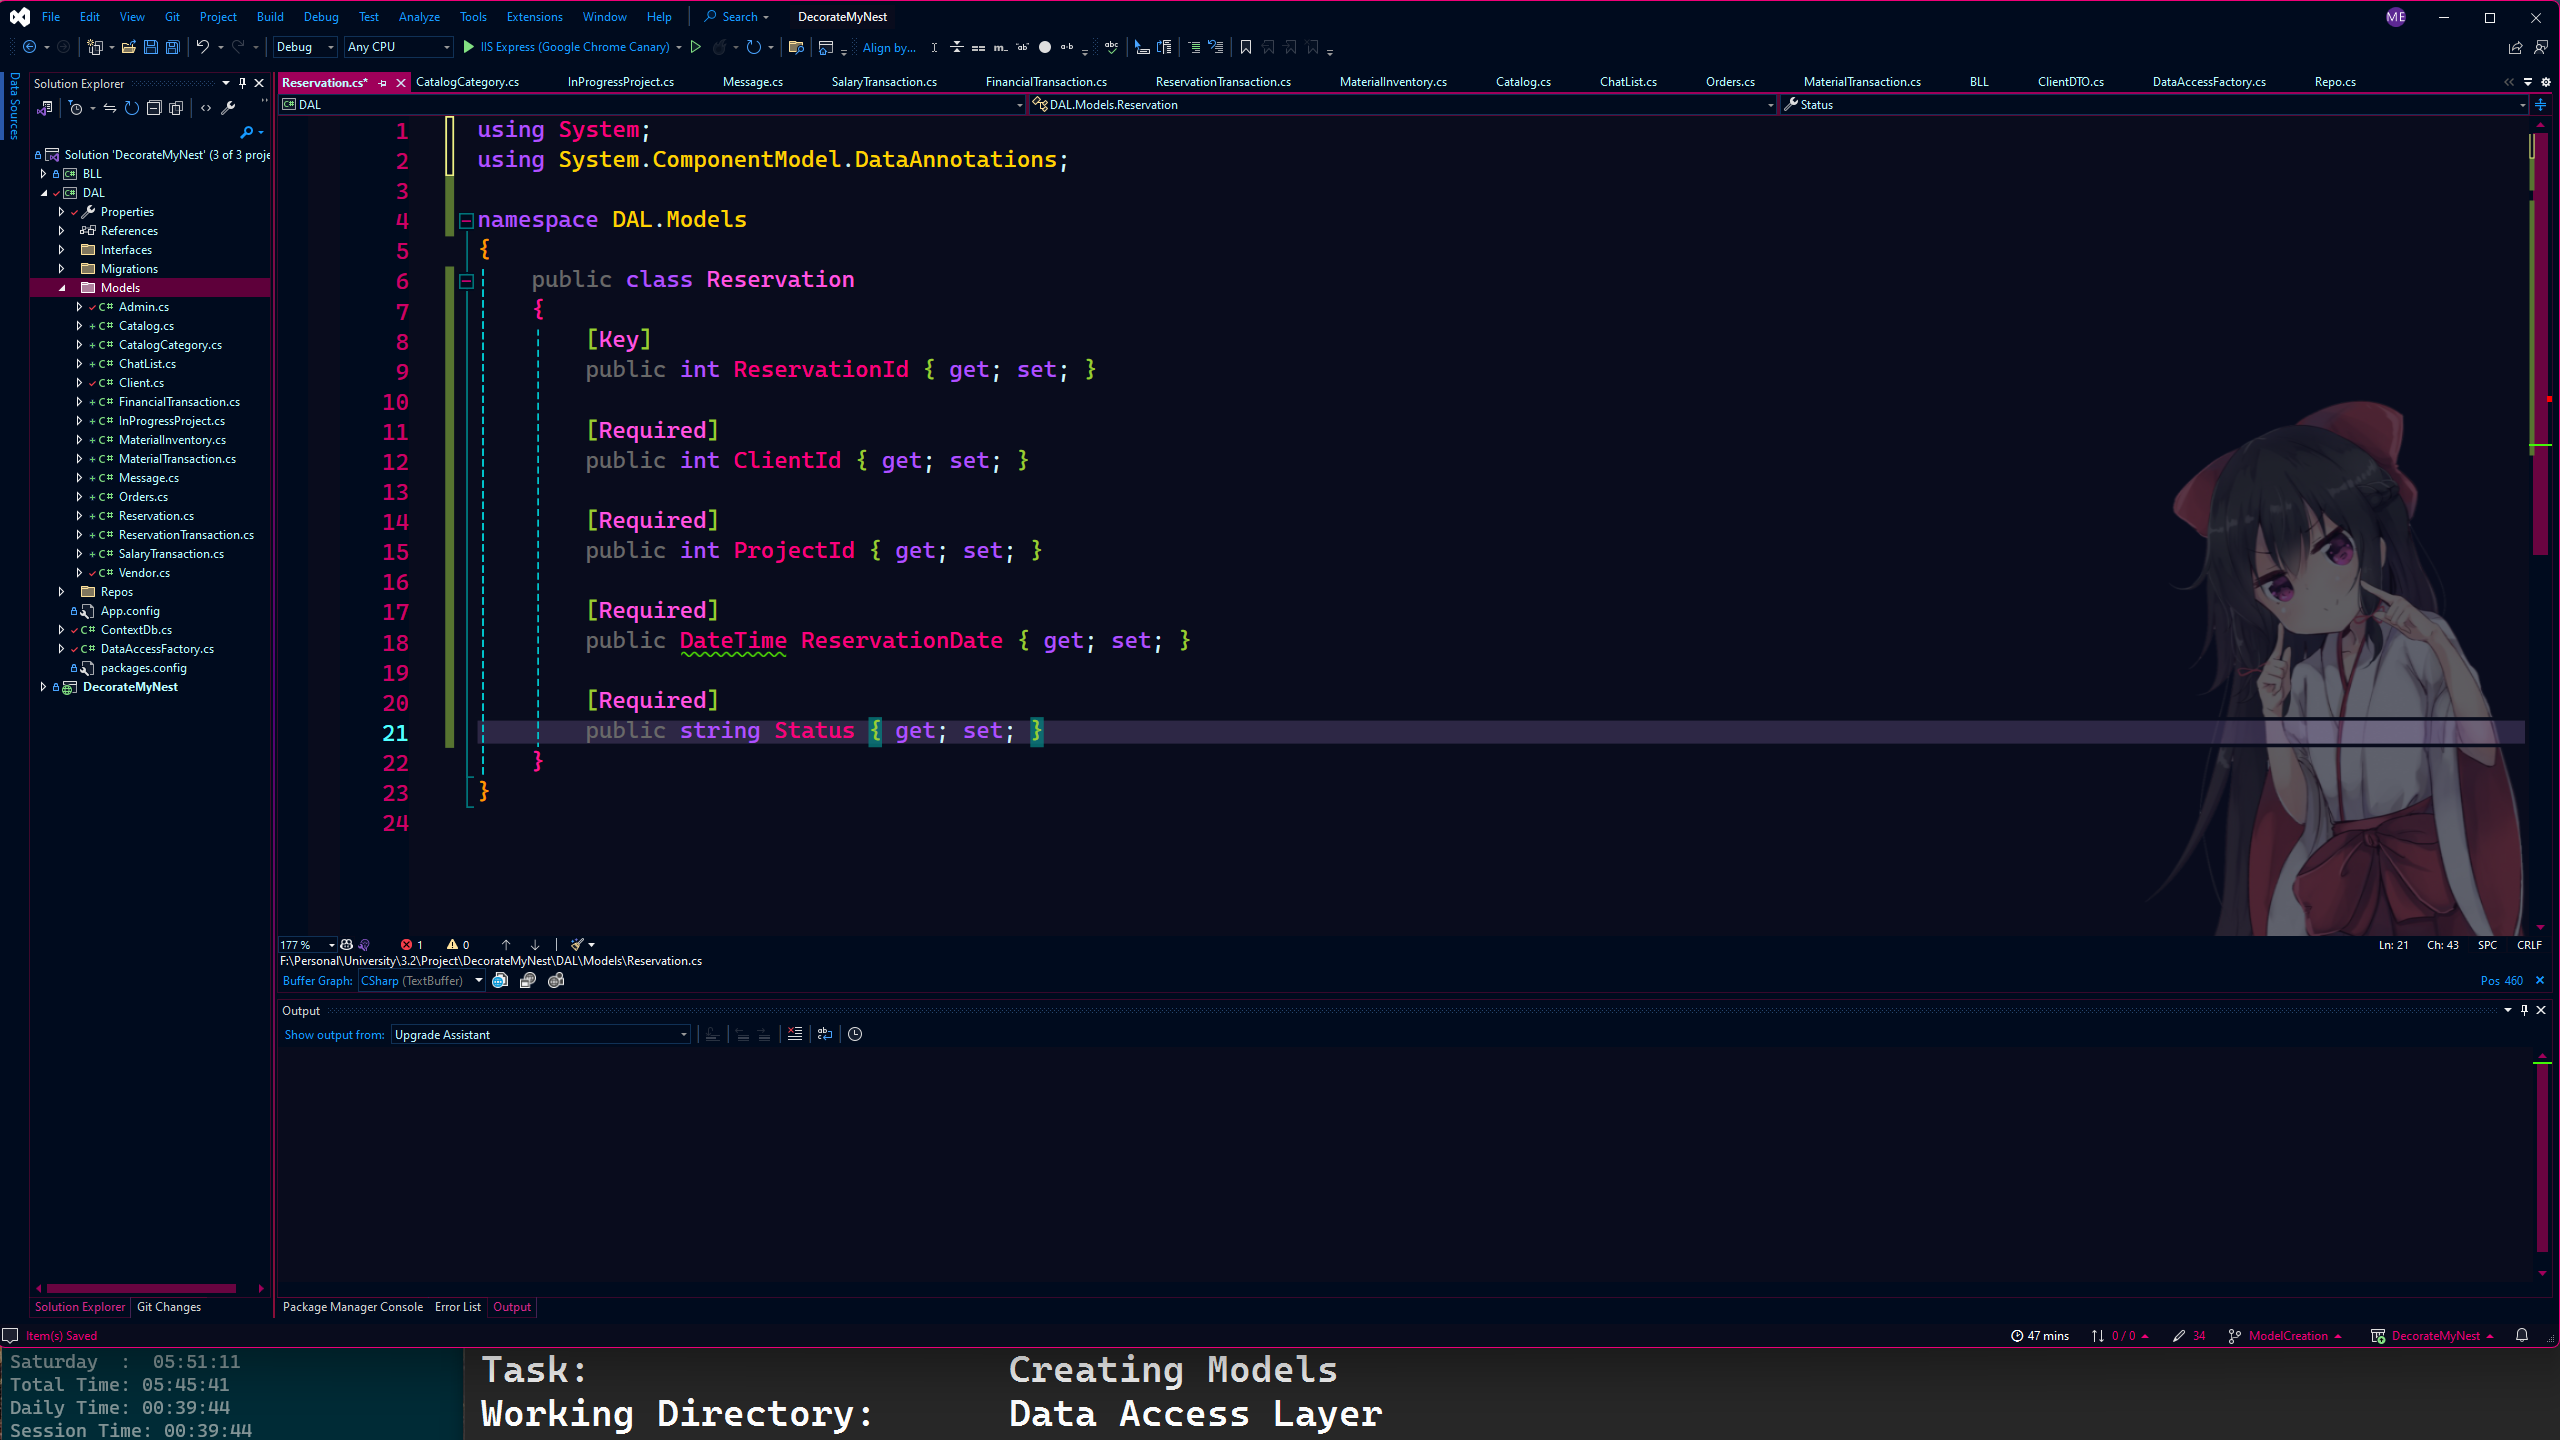 File Edit View Git Project Build Debug Test Analyze Tools Extensions Window Help Search DecorateMyNest ME
Debug Any CPU IIS Express (Google Chrome Canary) Align by...
Data Sources
Solution Explorer
Reservation.cs* CatalogCategory.cs InProgressProject.cs Message.cs SalaryTransaction.cs FinancialTransaction.cs ReservationTransaction.cs MaterialInventory.cs Catalog.cs ChatList.cs Orders.cs MaterialTransaction.cs BLL ClientDTO.cs DataAccessFactory.cs Repo.cs
DAL DAL.Models.Reservation Status
Solution 'DecorateMyNest' (3 of 3 proje
BLL
DAL
Properties
References
Interfaces
Migrations
Models
C# Admin.cs
C# Catalog.cs
C# CatalogCategory.cs
C# ChatList.cs
C# Client.cs
C# FinancialTransaction.cs
C# InProgressProject.cs
C# MaterialInventory.cs
C# MaterialTransaction.cs
C# Message.cs
C# Orders.cs
C# Reservation.cs
C# ReservationTransaction.cs
C# SalaryTransaction.cs
C# Vendor.cs
Repos
App.config
C# ContextDb.cs
C# DataAccessFactory.cs
packages.config
DecorateMyNest
1 using System;
2 using System.ComponentModel.DataAnnotations;
3
4 namespace DAL.Models
5 {
6 public class Reservation
7 {
8 [Key]
9 public int ReservationId { get; set; }
10
11 [Required]
12 public int ClientId { get; set; }
13
14 [Required]
15 public int ProjectId { get; set; }
16
17 [Required]
18 public DateTime ReservationDate { get; set; }
19
20 [Required]
21 public string Status { get; set; }
22 }
23 }
24
177 % 1 0 Ln: 21 Ch: 43 SPC CRLF
F:\Personal\University\3.2\Project\DecorateMyNest\DAL\Models\Reservation.cs
Buffer Graph: CSharp (TextBuffer) Pos 460
Output
Show output from: Upgrade Assistant
Solution Explorer Git Changes Package Manager Console Error List Output
Item(s) Saved 47 mins 0 / 0 34 ModelCreation DecorateMyNest
Saturday : 05:51:11
Total Time: 05:45:41
Daily Time: 00:39:44
Session Time: 00:39:44
Task: Creating Models
Working Directory: Data Access Layer